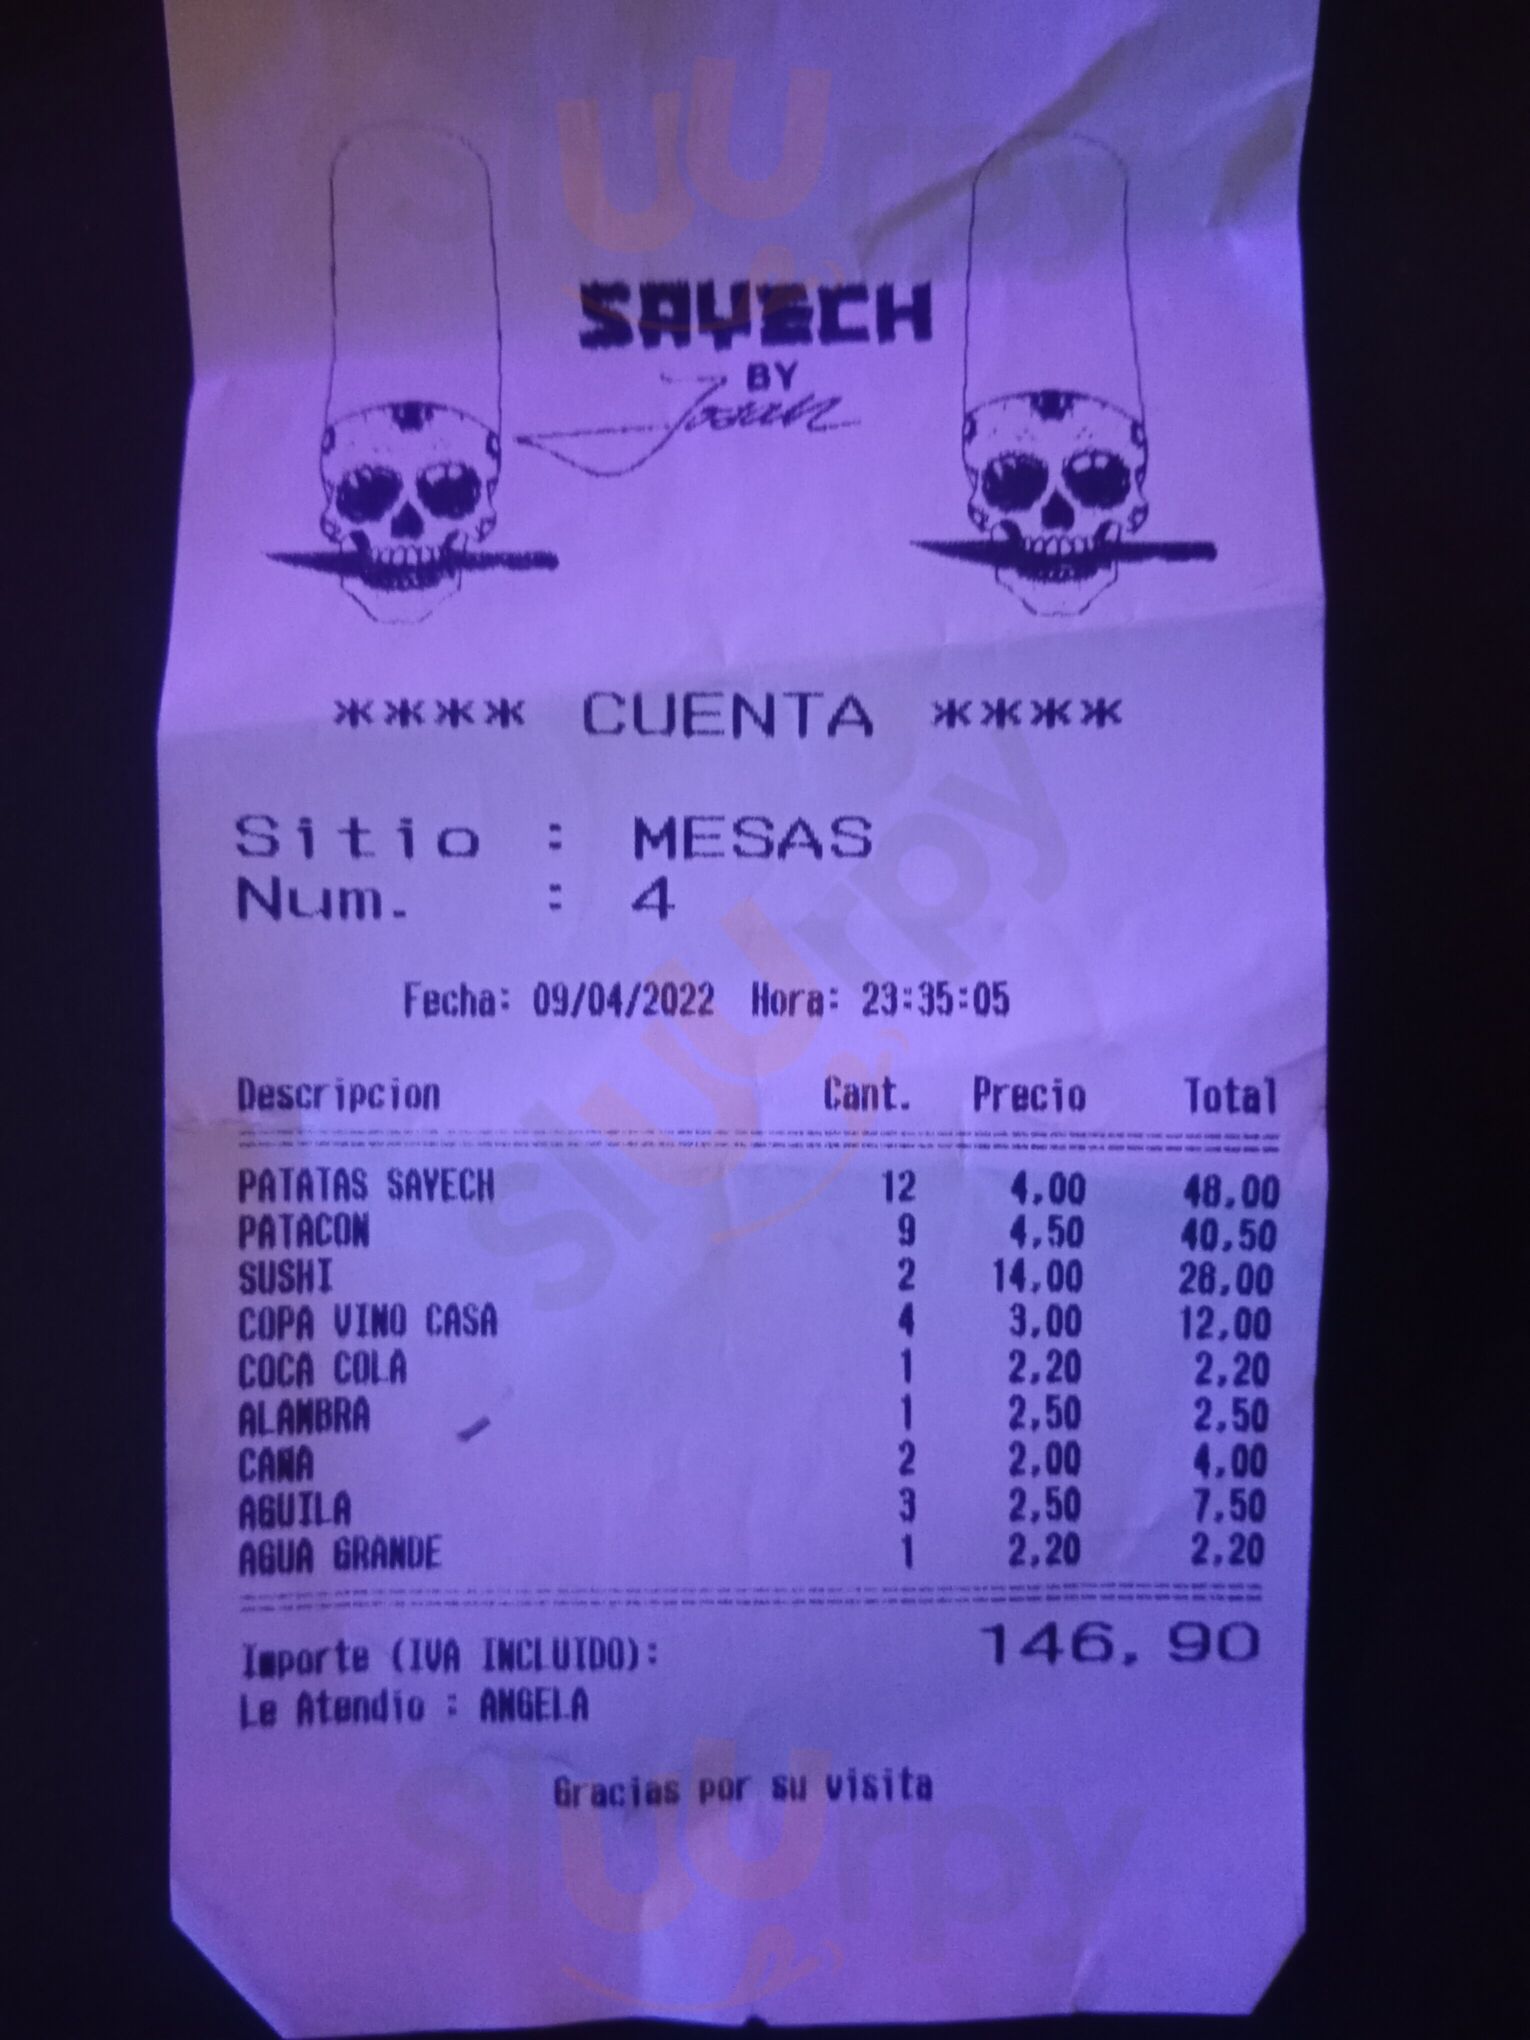 SAYECH
BY
Josah
**** CUENTA ****
Sitio : MESAS
Num. : 4
Fecha: 09/04/2022 Hora: 23:35:05
Descripcion Cant. Precio Total
PATATAS SAYECH 12 4,00 48,00
PATACON 9 4,50 40,50
SUSHI 2 14,00 28,00
COPA VINO CASA 4 3,00 12,00
COCA COLA 1 2,20 2,20
ALAMBRA 1 2,50 2,50
CAÑA 2 2,00 4,00
AGUILA 3 2,50 7,50
AGUA GRANDE 1 2,20 2,20
Importe (IVA INCLUIDO): 146,90
Le Atendio : ANGELA
Gracias por su visita
Sluurpy
Sluurpy
Sluurpy